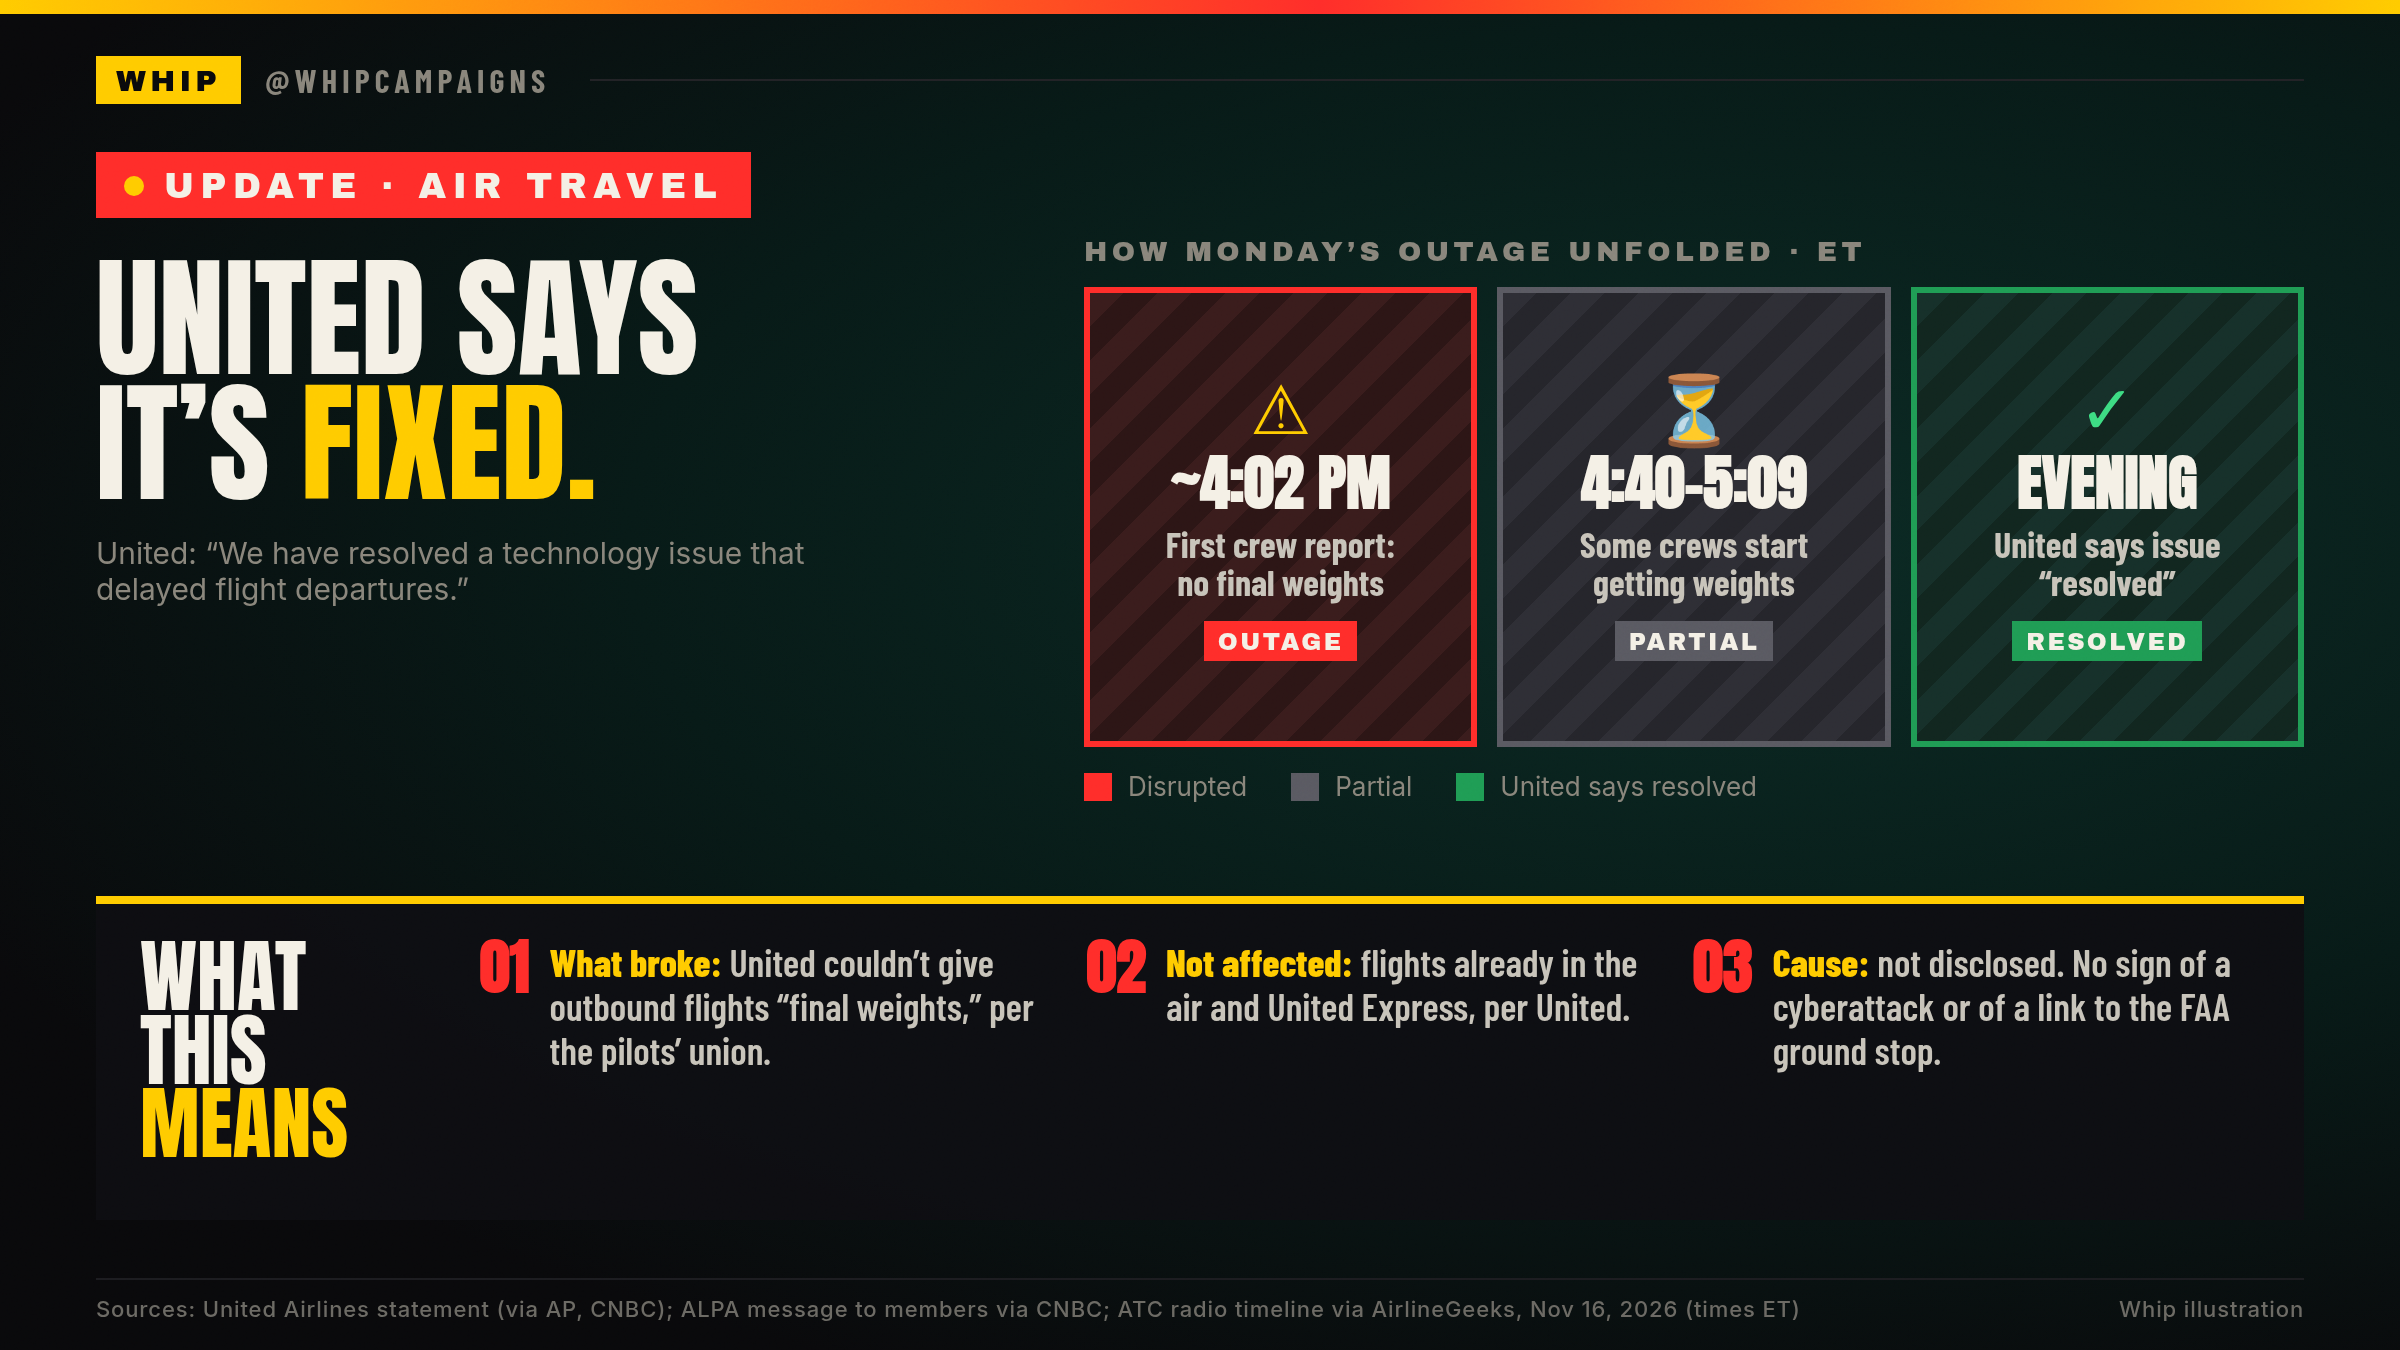 WHIP @WHIPCAMPAIGNS
UPDATE · AIR TRAVEL
UNITED SAYS
IT’S FIXED.
United: “We have resolved a technology issue that
delayed flight departures.”
HOW MONDAY’S OUTAGE UNFOLDED · ET
~4:02 PM
First crew report:
no final weights
OUTAGE
4:40-5:09
Some crews start
getting weights
PARTIAL
EVENING
United says issue
“resolved”
RESOLVED
Disrupted Partial United says resolved
WHAT
THIS
MEANS
01 What broke: United couldn’t give
outbound flights “final weights,” per
the pilots’ union.
02 Not affected: flights already in the
air and United Express, per United.
03 Cause: not disclosed. No sign of a
cyberattack or of a link to the FAA
ground stop.
Sources: United Airlines statement (via AP, CNBC); ALPA message to members via CNBC; ATC radio timeline via AirlineGeeks, Nov 16, 2026 (times ET)
Whip illustration